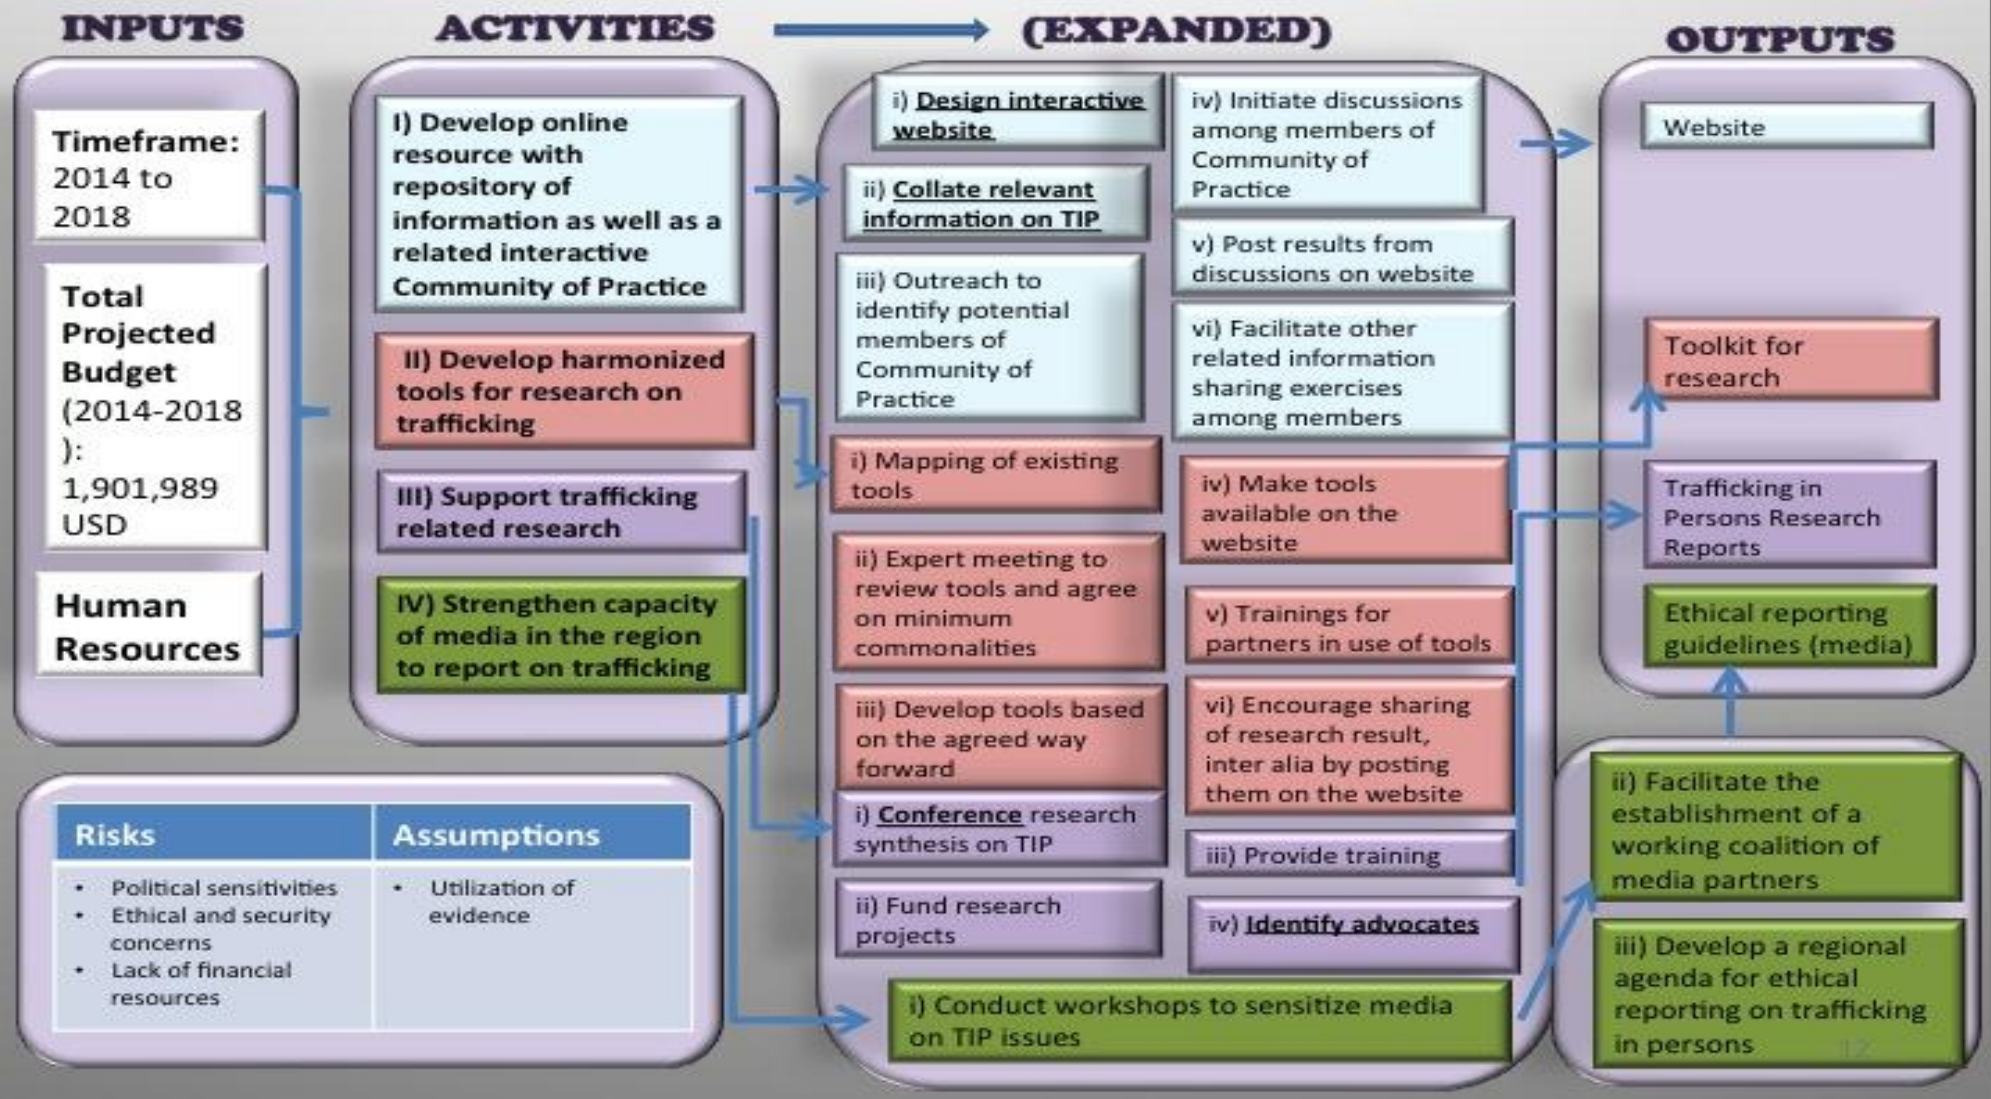 INPUTS
ACTIVITIES
(EXPANDED)
OUTPUTS
Timeframe:
2014 to
2018
Total
Projected
Budget
(2014-2018
):
1,901,989
USD
Human
Resources
I) Develop online
resource with
repository of
information as well as a
related interactive
Community of Practice
II) Develop harmonized
tools for research on
trafficking
III) Support trafficking
related research
IV) Strengthen capacity
of media in the region
to report on trafficking
i) Design interactive
website
ii) Collate relevant
information on TIP
iii) Outreach to
identify potential
members of
Community of
Practice
iv) Initiate discussions
among members of
Community of
Practice
v) Post results from
discussions on website
vi) Facilitate other
related information
sharing exercises
among members
i) Mapping of existing
tools
ii) Expert meeting to
review tools and agree
on minimum
commonalities
iii) Develop tools based
on the agreed way
forward
iv) Make tools
available on the
website
v) Trainings for
partners in use of tools
vi) Encourage sharing
of research result,
inter alia by posting
them on the website
i) Conference research
synthesis on TIP
ii) Fund research
projects
iii) Provide training
iv) Identify advocates
i) Conduct workshops to sensitize media
on TIP issues
Website
Toolkit for
research
Trafficking in
Persons Research
Reports
Ethical reporting
guidelines (media)
ii) Facilitate the
establishment of a
working coalition of
media partners
iii) Develop a regional
agenda for ethical
reporting on trafficking
in persons
12
Risks
Assumptions
• Political sensitivities
• Ethical and security
concerns
• Lack of financial
resources
• Utilization of
evidence